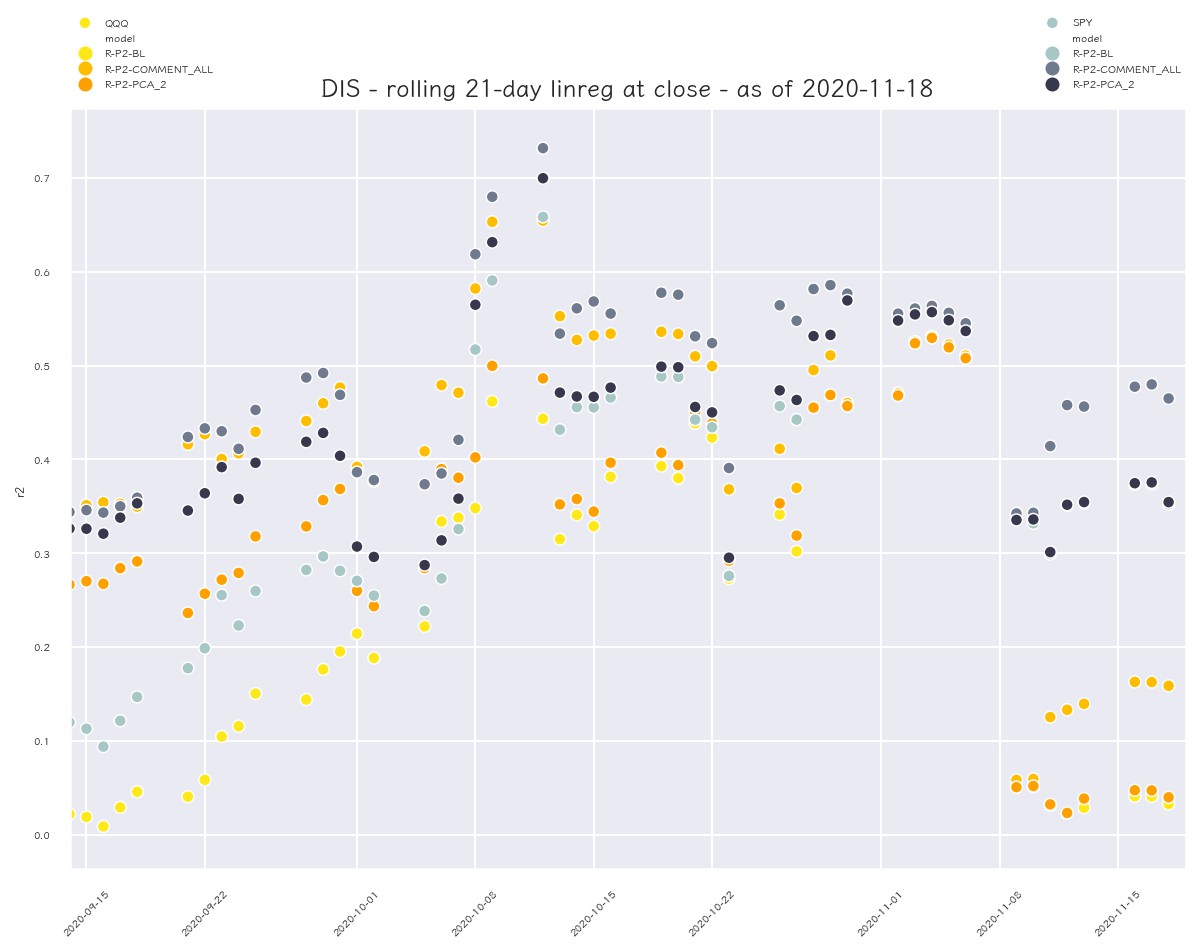 QQQ
model
R-P2-BL
R-P2-COMMENT_ALL
R-P2-PCA_2
SPY
model
R-P2-BL
R-P2-COMMENT_ALL
R-P2-PCA_2
DIS - rolling 21-day linreg at close - as of 2020-11-18
0.7
0.6
0.5
0.4
0.3
0.2
0.1
0.0
r2
2020-09-15
2020-09-22
2020-10-01
2020-10-08
2020-10-15
2020-10-22
2020-11-01
2020-11-08
2020-11-15